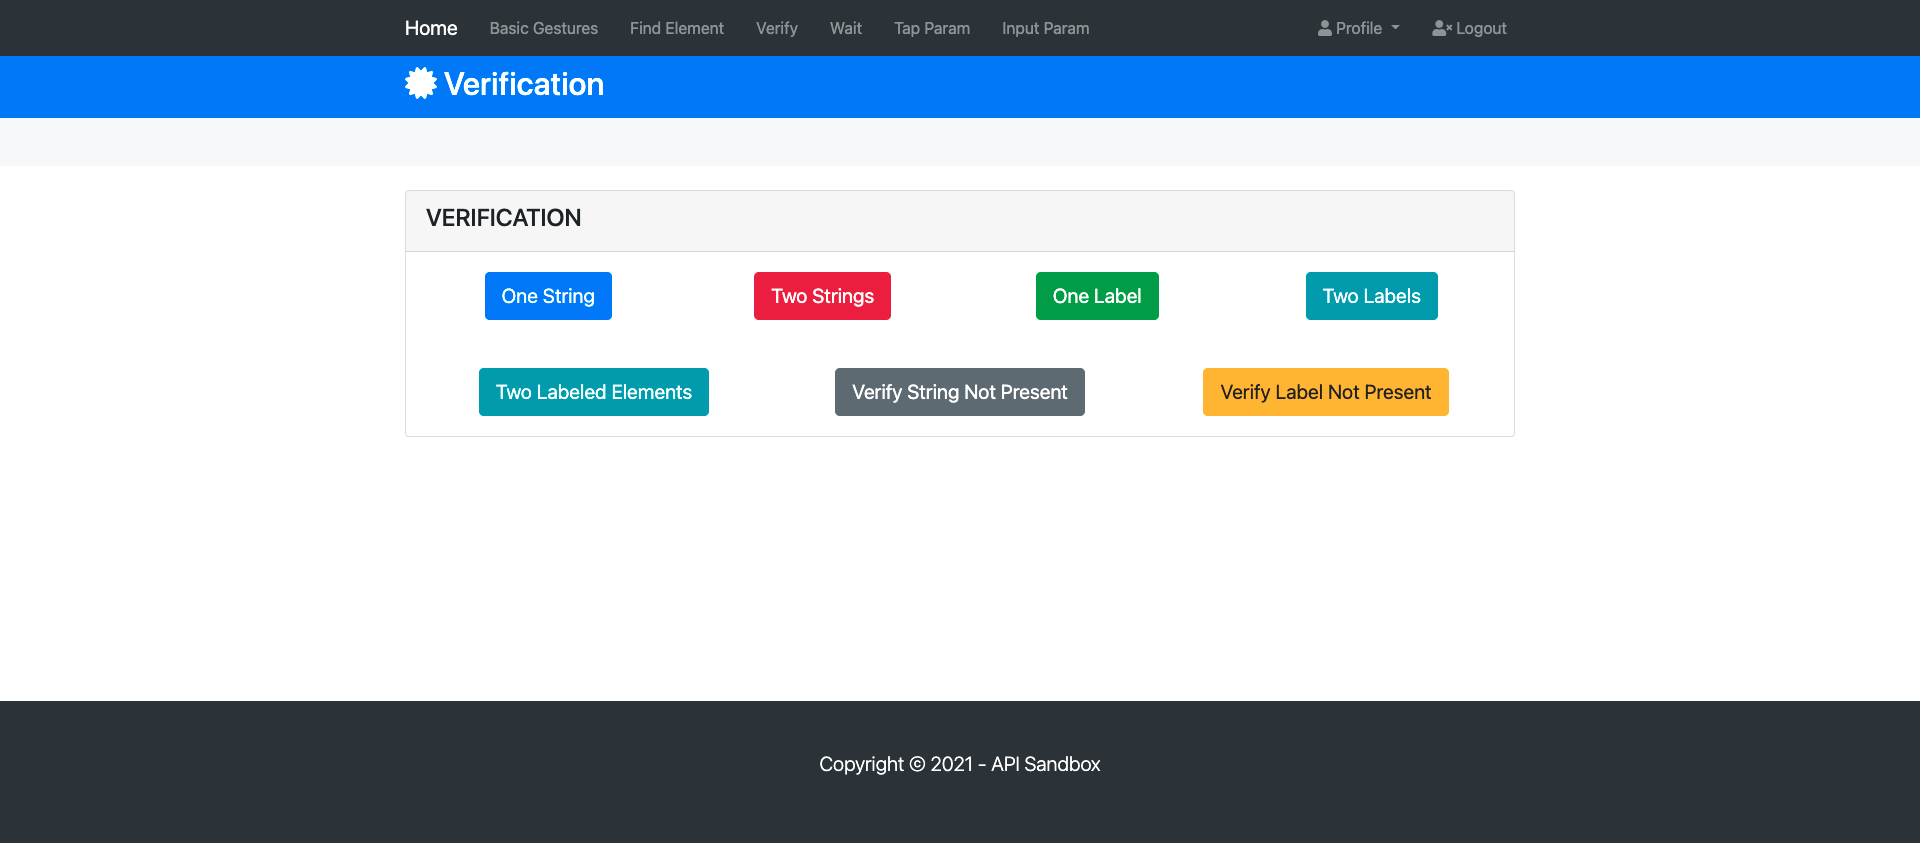 Home Basic Gestures Find Element Verify Wait Tap Param Input Param Profile Logout
Verification
VERIFICATION
One String Two Strings One Label Two Labels
Two Labeled Elements Verify String Not Present Verify Label Not Present
Copyright © 2021 - API Sandbox